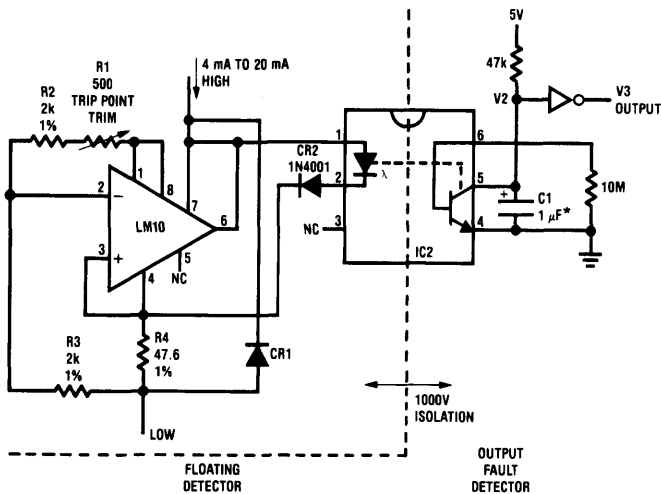 5V
4 mA TO 20 mA
HIGH
47k
R1
500
TRIP POINT
TRIM
R2
2k
1%
V2
V3
OUTPUT
CR2
1N4001
1
6
1
8
2
−
7
LM10
6
2
λ
5
+
C1
1 μF*
10M
3
+
5
NC
4
NC
3
4
IC2
R4
47.6
1%
CR1
R3
2k
1%
1000V
ISOLATION
LOW
FLOATING
DETECTOR
OUTPUT
FAULT
DETECTOR